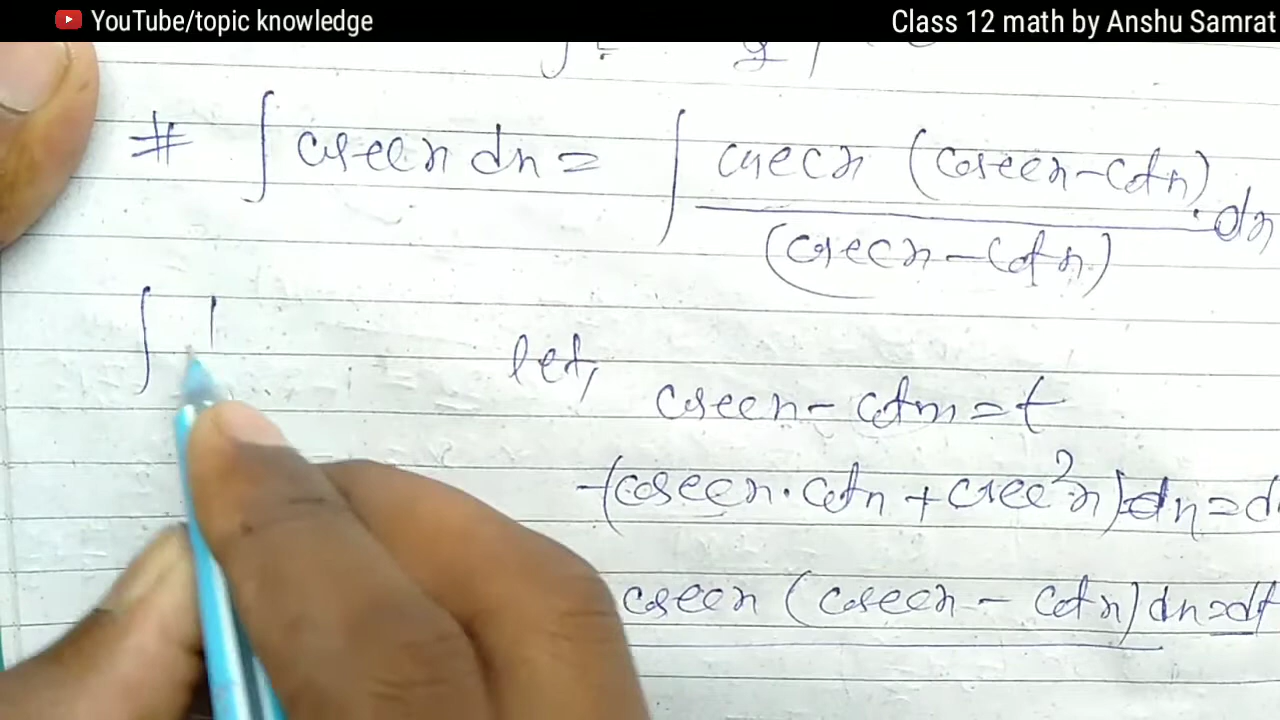 YouTube/topic knowledge
Class 12 math by Anshu Samrat
# ∫ cosecx dx = ∫ cosecx (cosecx - cotx) . dx
(cosecx - cotx)
∫ 1
let,
cosecx - cotx = t
-(cosecx . cotx + cosec²x) dx = d
cosecx (cosecx - cotx) dx = dt